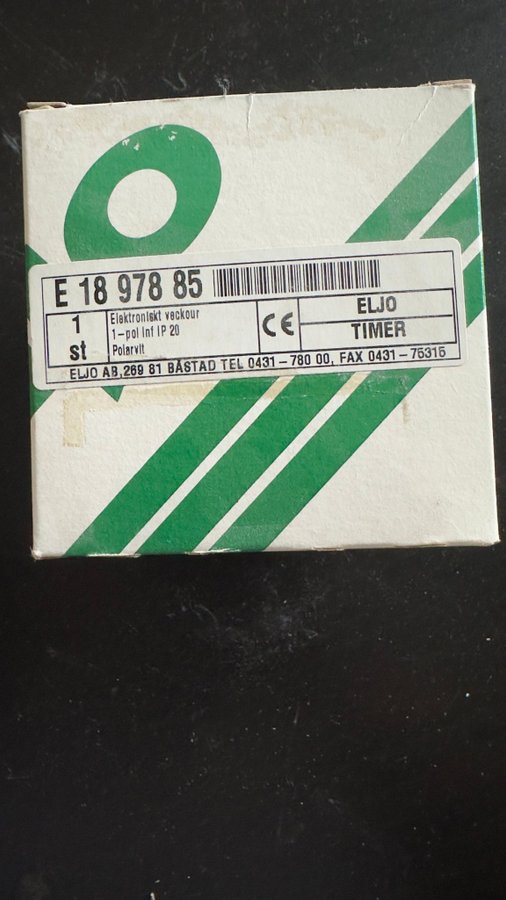 E 18 978 85
1
st
Elektroniskt veckour
1-pol Inf IP 20
Polarvit
CE
ELJO
TIMER
ELJO AB,269 81 BÅSTAD TEL 0431-780 00, FAX 0431-75315